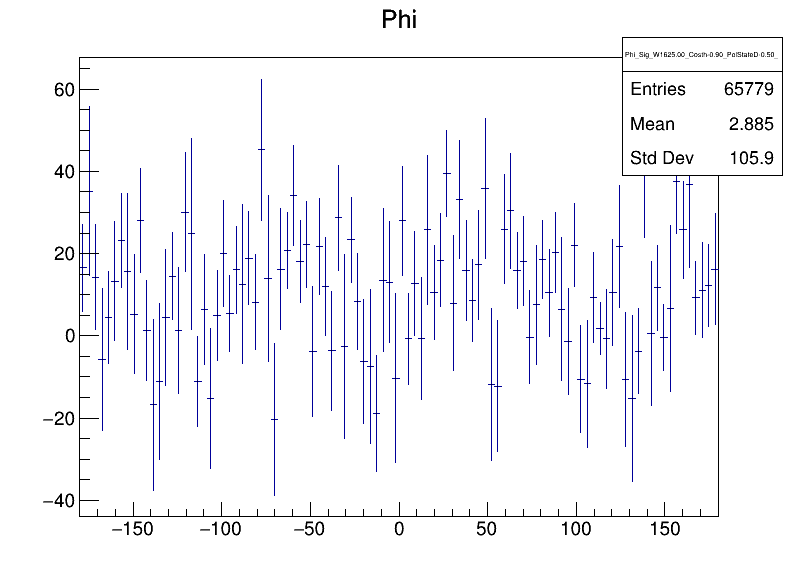 Phi
Phi_Sig_W1625.00_Costh-0.90_PolStateD-0.50_
Entries 65779
Mean 2.885
Std Dev 105.9
60
40
20
0
−20
−40
−150 −100 −50 0 50 100 150